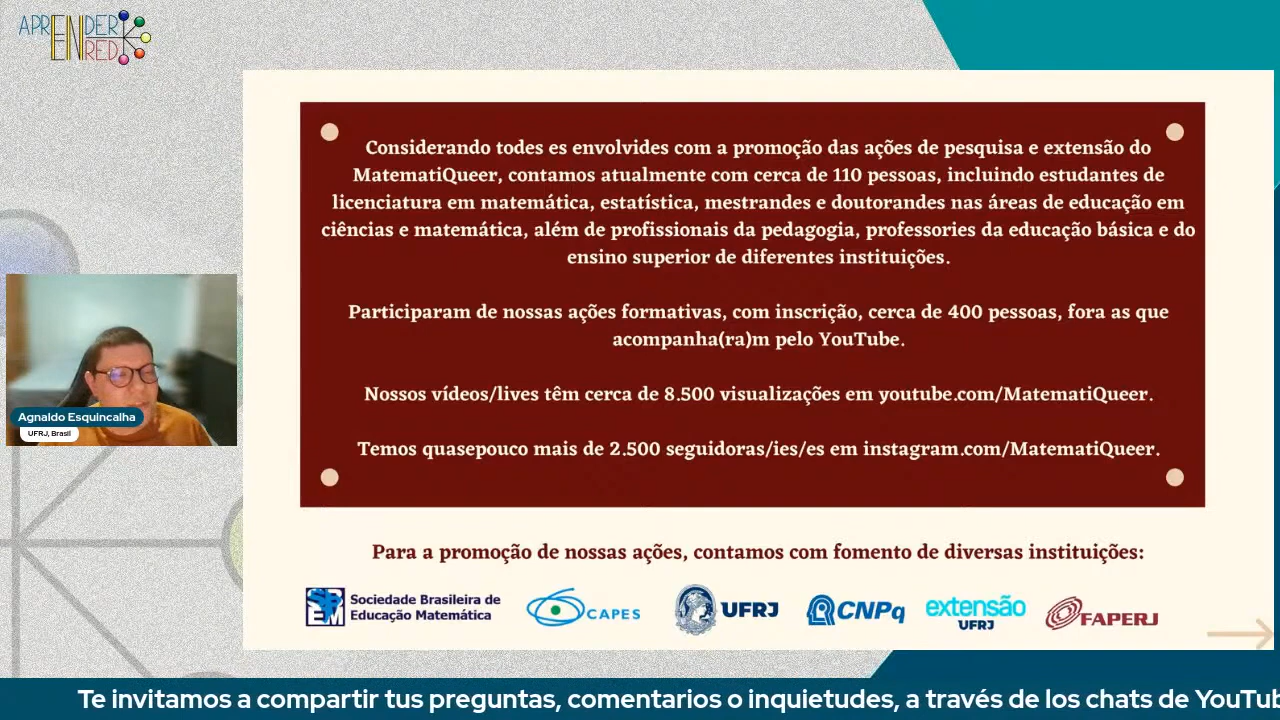 APRENDER
EN RED
Considerando todes es envolvides com a promoção das ações de pesquisa e extensão do
MatematiQueer, contamos atualmente com cerca de 110 pessoas, incluindo estudantes de
licenciatura em matemática, estatística, mestrandes e doutorandes nas áreas de educação em
ciências e matemática, além de profissionais da pedagogia, professories da educação básica e do
ensino superior de diferentes instituições.
Participaram de nossas ações formativas, com inscrição, cerca de 400 pessoas, fora as que
acompanha(ra)m pelo YouTube.
Nossos vídeos/lives têm cerca de 8.500 visualizações em youtube.com/MatematiQueer.
Temos quasepouco mais de 2.500 seguidoras/ies/es em instagram.com/MatematiQueer.
Agnaldo Esquincalha
UFRJ, Brasil
Para a promoção de nossas ações, contamos com fomento de diversas instituições:
SBEM
Sociedade Brasileira de
Educação Matemática
CAPES
UFRJ
CNPq
extensão
UFRJ
FAPERJ
Te invitamos a compartir tus preguntas, comentarios o inquietudes, a través de los chats de YouTub